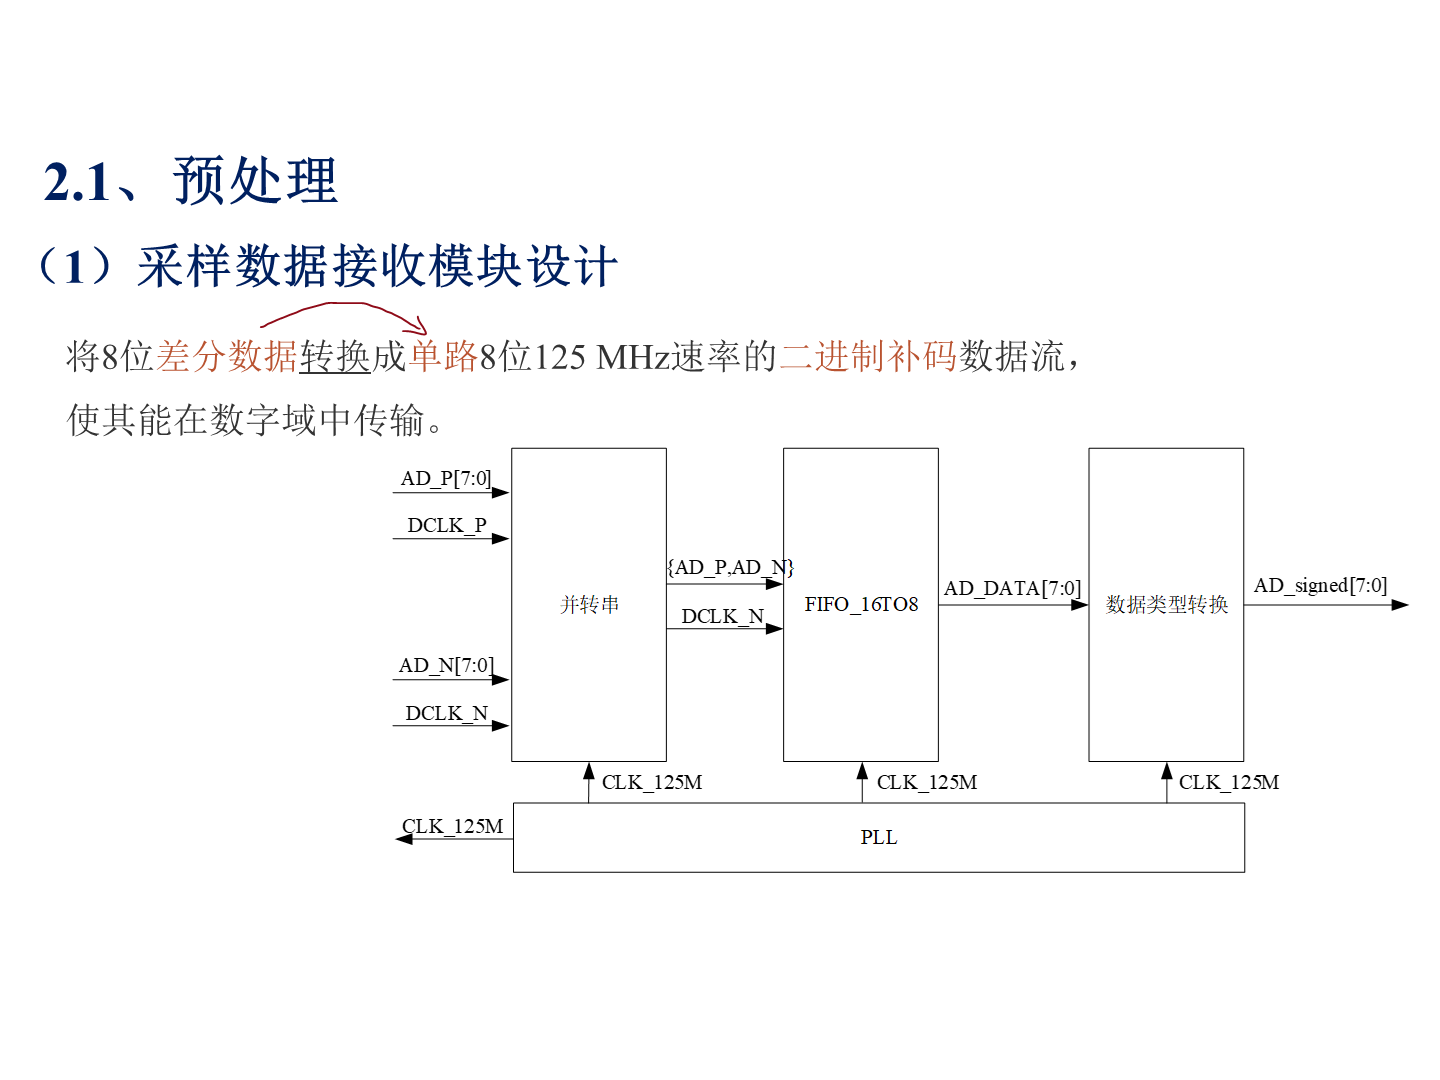 2.1、预处理
（1）采样数据接收模块设计
将8位差分数据转换成单路8位125 MHz速率的二进制补码数据流，
使其能在数字域中传输。
AD_P[7:0]
DCLK_P
AD_N[7:0]
DCLK_N
并转串
{AD_P,AD_N}
DCLK_N
FIFO_16TO8
AD_DATA[7:0]
数据类型转换
AD_signed[7:0]
CLK_125M
CLK_125M
CLK_125M
CLK_125M
PLL